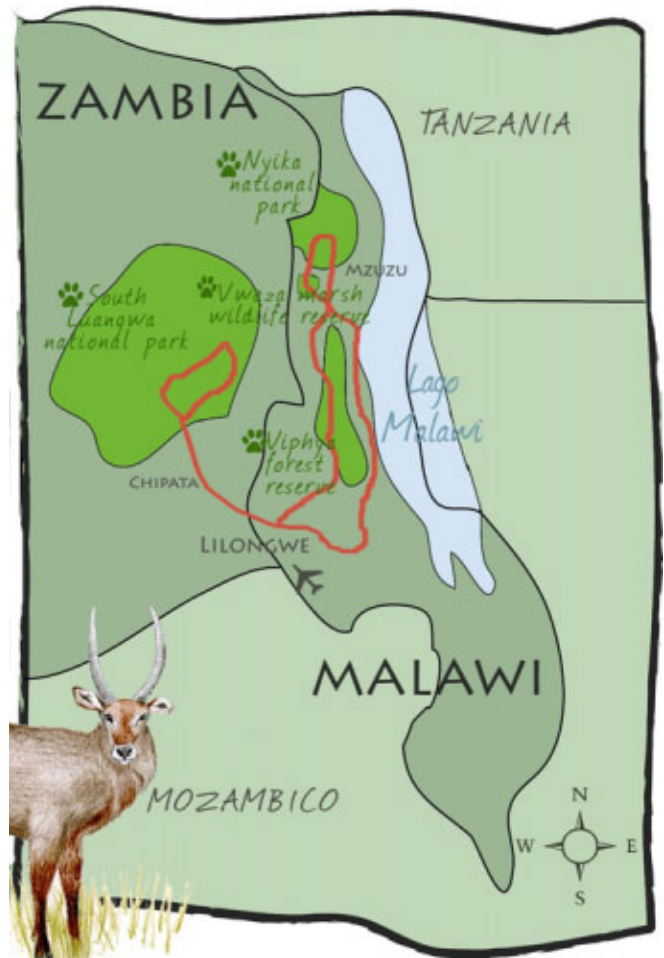 ZAMBIA
TANZANIA
Nyika
national
park
MZUZU
South
Luangwa
national park
Vwaza marsh
wildlife reserve
Lago
Malawi
Viphya
forest
reserve
CHIPATA
LILONGWE
MALAWI
MOZAMBICO
N
W E
S